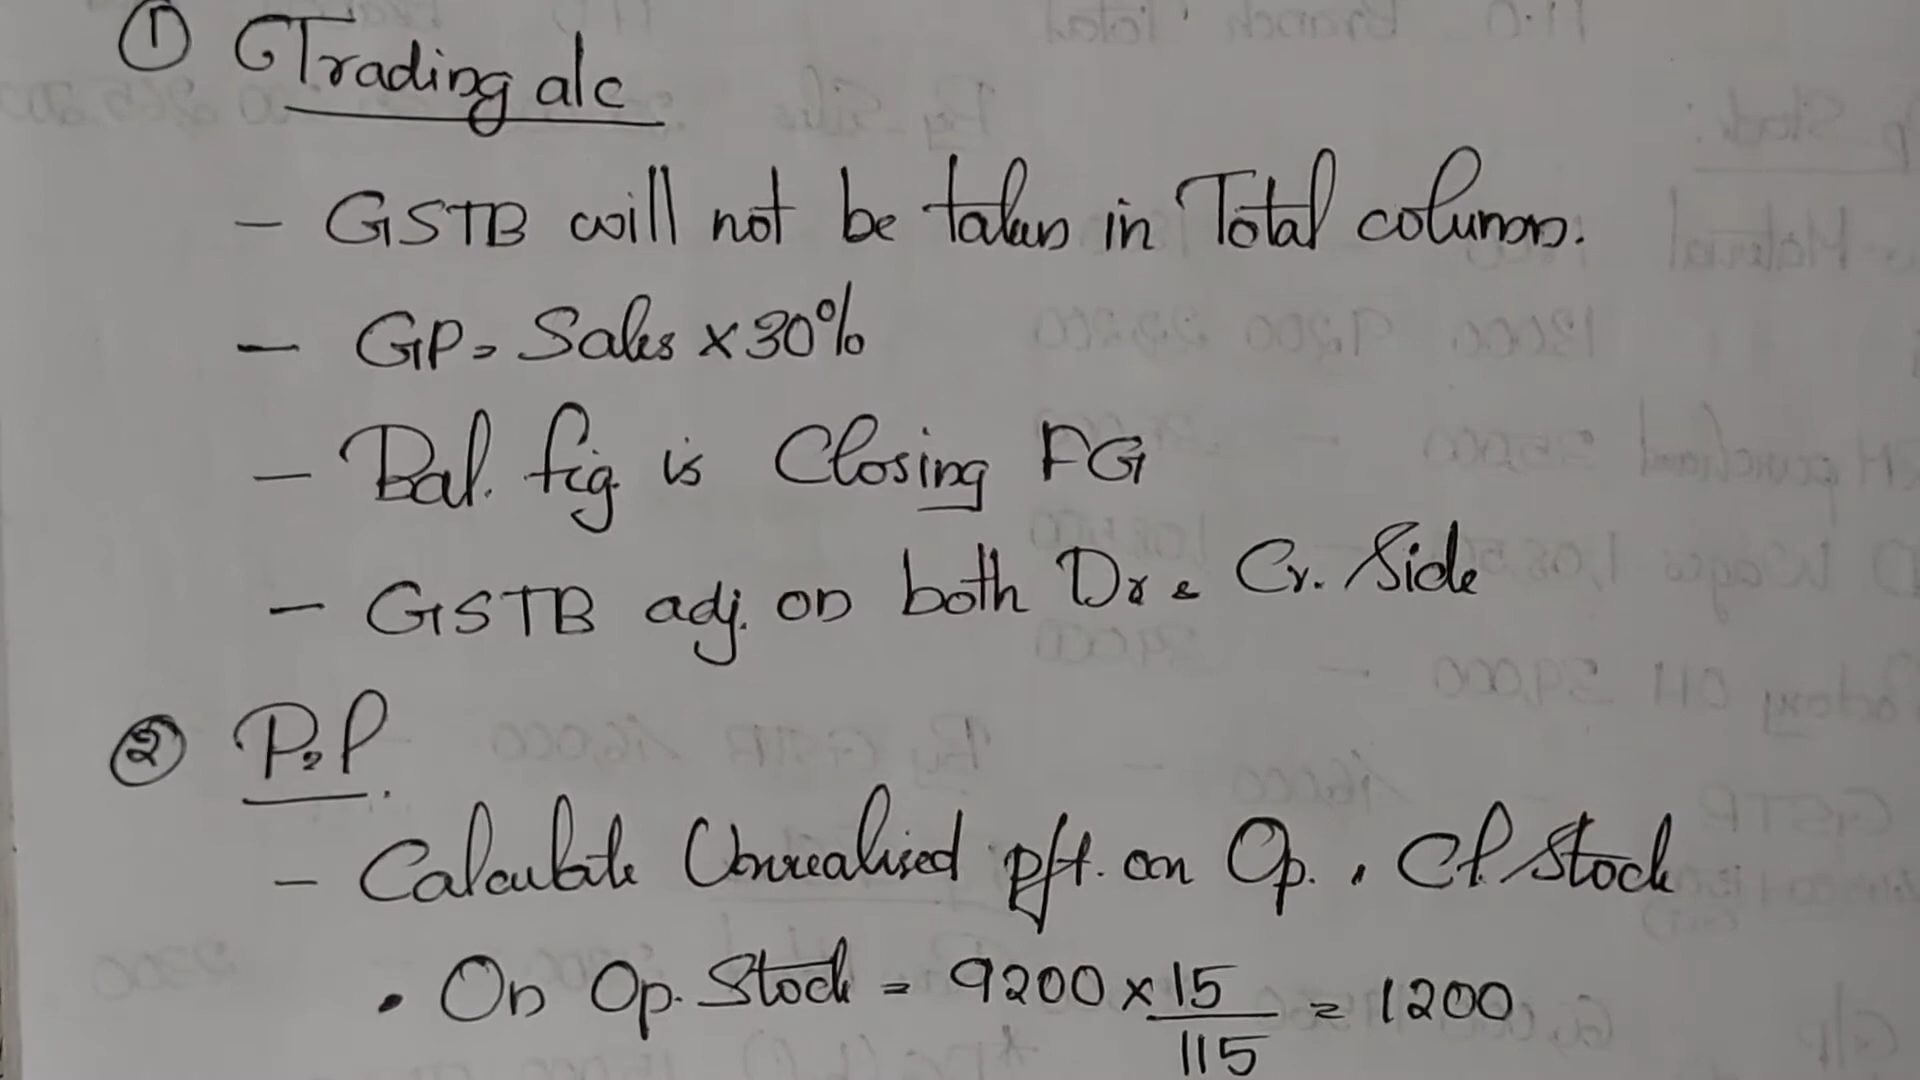 ① Trading a/c
- GSTB will not be taken in Total column.
- GP = Sales x 30%
- Bal. fig. is Closing FG
- GSTB adj. on both Dr & Cr. Side
② P&L
- Calculate Unrealised pft. on Op. & Cl. Stock
• On Op. Stock = 9200 x 15/115 = 1200